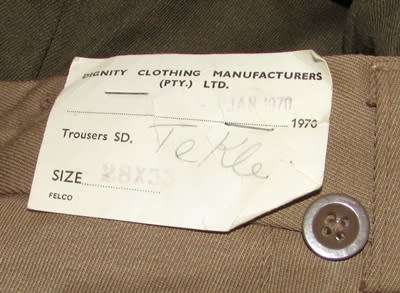 DIGNITY CLOTHING MANUFACTURERS
(PTY.) LTD.
JAN 1970
1970
Trousers SD. TeKle
SIZE
FELCO